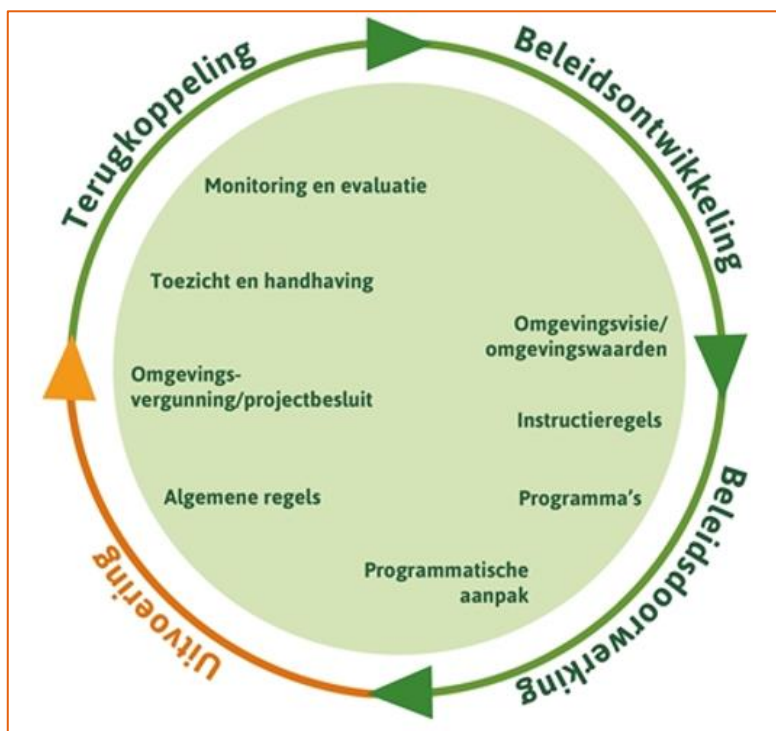 Terugkoppeling
Beleidsontwikkeling
Monitoring en evaluatie
Toezicht en handhaving
Omgevingsvisie/
omgevingswaarden
Omgevings-
vergunning/projectbesluit
Instructieregels
Algemene regels
Programma's
Programmatische
aanpak
Uitvoering
Beleidsdoorwerking